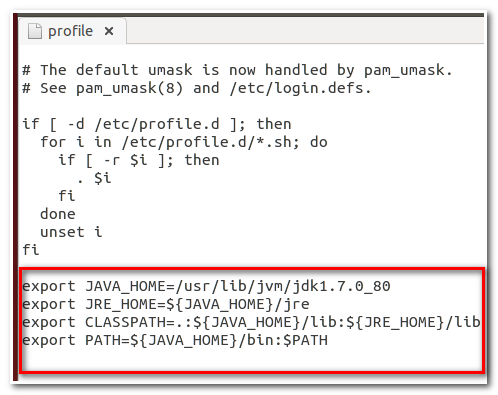 profile ×
# The default umask is now handled by pam_umask.
# See pam_umask(8) and /etc/login.defs.
if [ -d /etc/profile.d ]; then
for i in /etc/profile.d/*.sh; do
if [ -r $i ]; then
. $i
fi
done
unset i
fi
export JAVA_HOME=/usr/lib/jvm/jdk1.7.0_80
export JRE_HOME=${JAVA_HOME}/jre
export CLASSPATH=.:${JAVA_HOME}/lib:${JRE_HOME}/lib
export PATH=${JAVA_HOME}/bin:$PATH